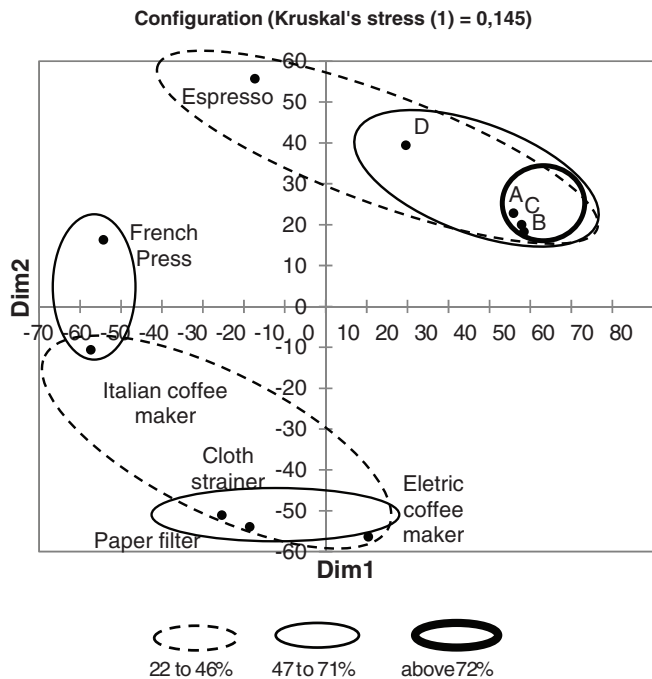 Configuration (Kruskal's stress (1) = 0,145)
60
Espresso
50
D
40
30
A
C
B
20
French
Press
10
Dim2
0
-70 -60 -50 -40 -30 -20 -10 0 10 20 30 40 50 60 70 80
-10
Italian coffee
maker
-20
-30
Cloth
strainer
-40
Eletric
coffee
maker
-50
Paper filter
-60
Dim1
22 to 46%
47 to 71%
above 72%